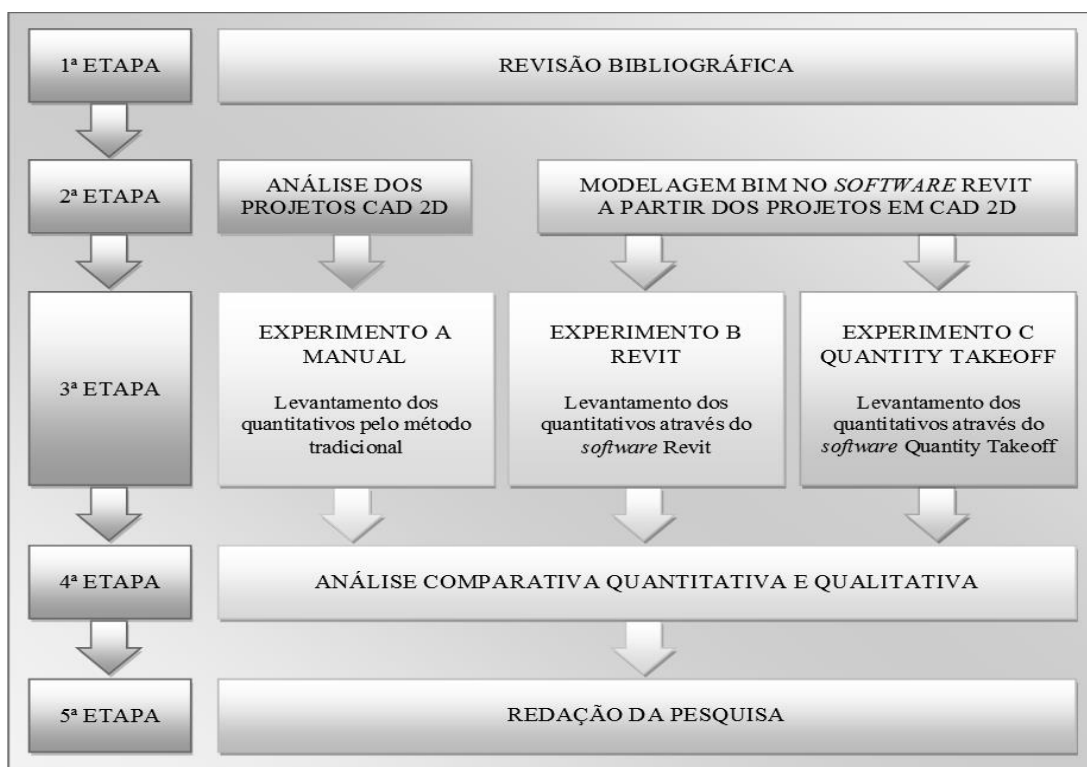 1ª ETAPA
REVISÃO BIBLIOGRÁFICA
2ª ETAPA
ANÁLISE DOS
PROJETOS CAD 2D
MODELAGEM BIM NO SOFTWARE REVIT
A PARTIR DOS PROJETOS EM CAD 2D
3ª ETAPA
EXPERIMENTO A
MANUAL
Levantamento dos
quantitativos pelo método
tradicional
EXPERIMENTO B
REVIT
Levantamento dos
quantitativos através do
software Revit
EXPERIMENTO C
QUANTITY TAKEOFF
Levantamento dos
quantitativos através do
software Quantity Takeoff
4ª ETAPA
ANÁLISE COMPARATIVA QUANTITATIVA E QUALITATIVA
5ª ETAPA
REDAÇÃO DA PESQUISA